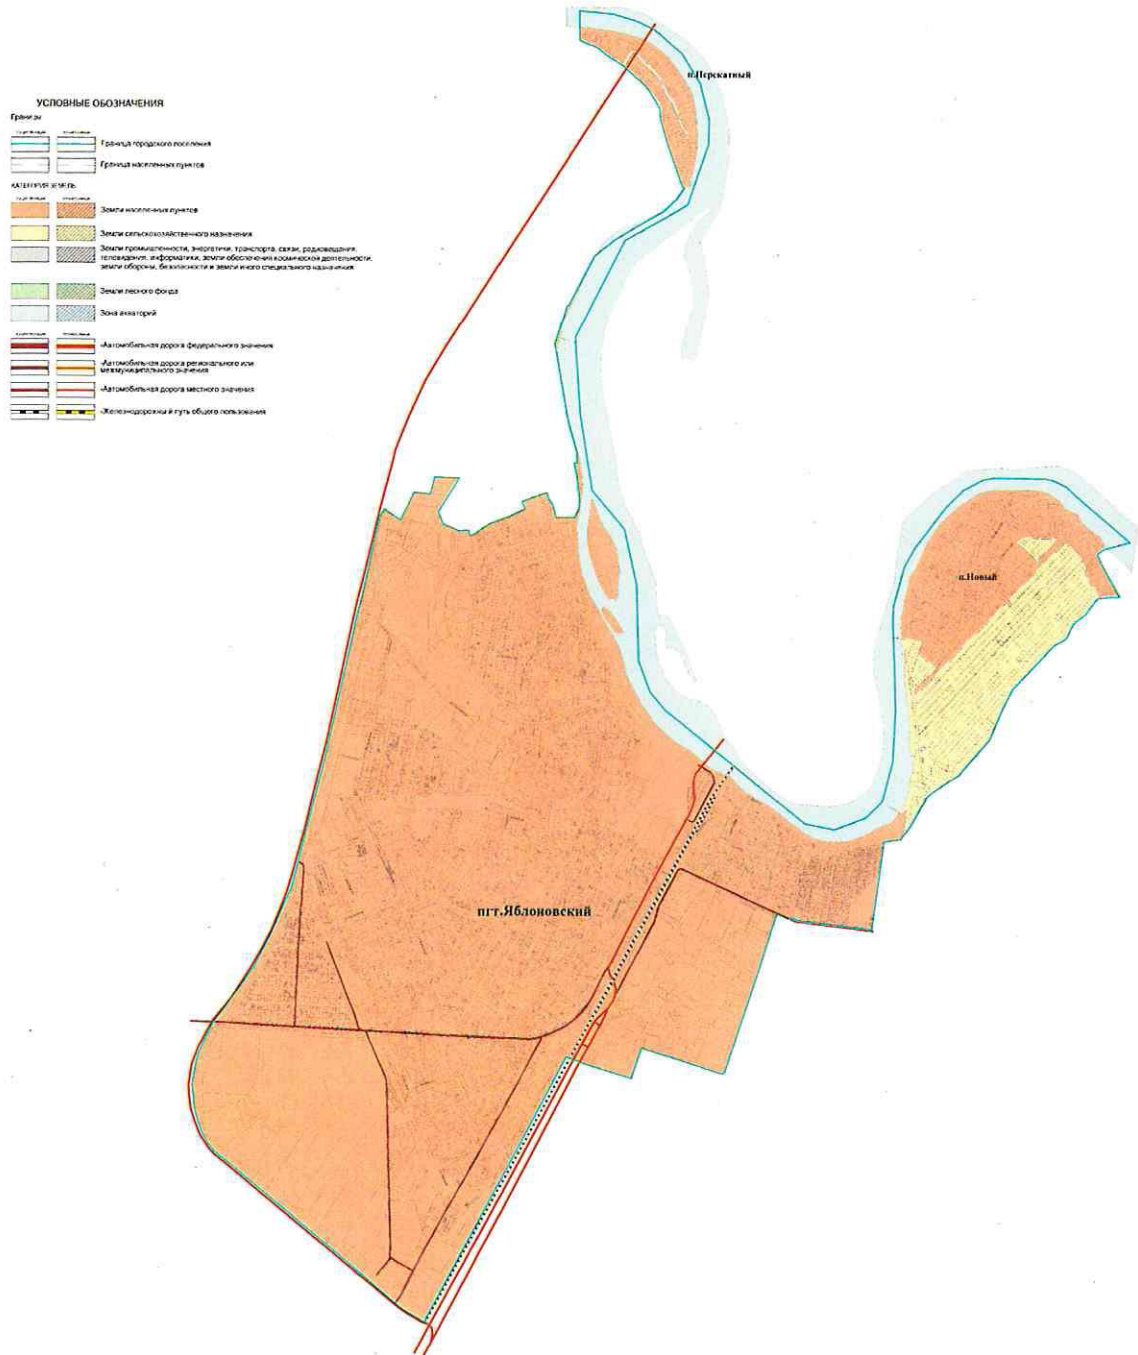 УСЛОВНЫЕ ОБОЗНАЧЕНИЯ
Границы
Граница городского поселения
Граница населенных пунктов
КАТЕГОРИЯ ЗЕМЕЛЬ
Земли населенных пунктов
Земли сельскохозяйственного назначения
Земли промышленности, энергетики, транспорта, связи, радиовещания,
телевидения, информатики, земли обеспечения космической деятельности,
земли обороны, безопасности и земли иного специального назначения
Земли лесного фонда
Зона акваторий
-Автомобильная дорога федерального значения
-Автомобильная дорога регионального или
межмуниципального значения
-Автомобильная дорога местного значения
-Железнодорожный путь общего пользования
п.Перекатный
п.Новый
пгт.Яблоновский